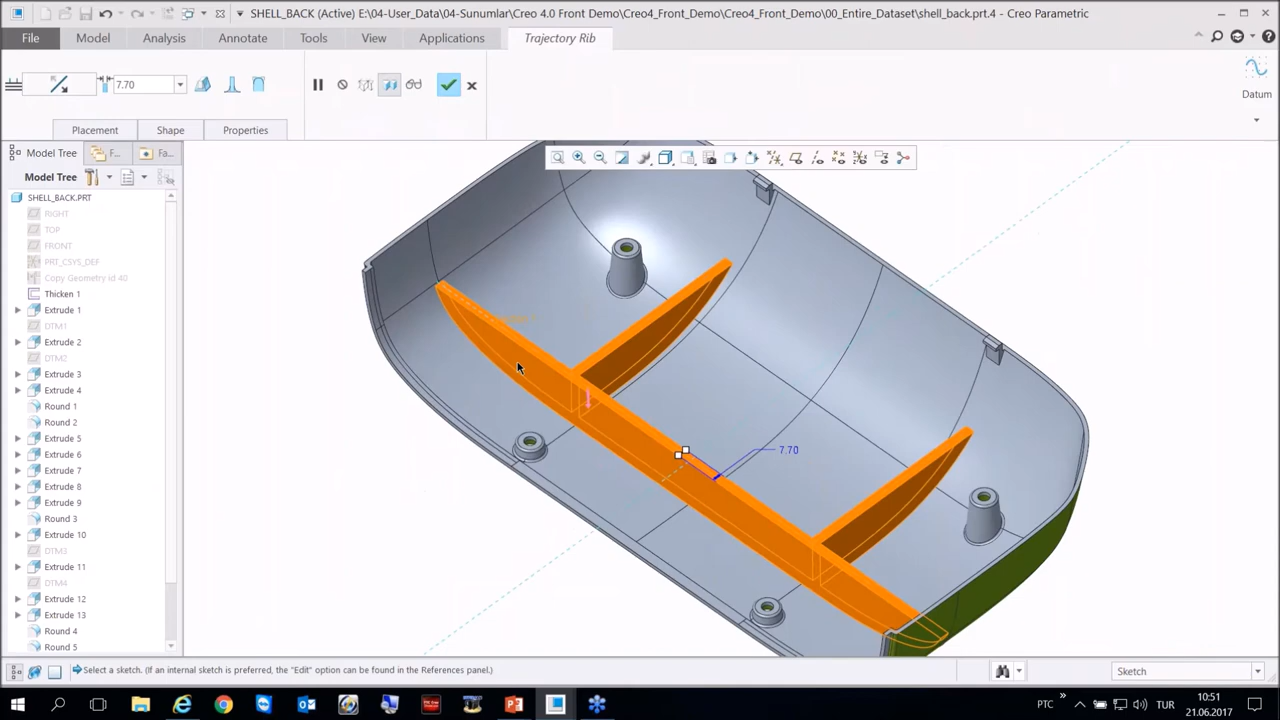 SHELL_BACK (Active) E:\04-User_Data\04-Sunumlar\Creo 4.0 Front Demo\Creo4_Front_Demo\Creo4_Front_Demo\00_Entire_Dataset\shell_back.prt.4 - Creo Parametric
File Model Analysis Annotate Tools View Applications Trajectory Rib
7.70
Datum
Placement Shape Properties
Model Tree F... Fa...
Model Tree
SHELL_BACK.PRT
RIGHT
TOP
FRONT
PRT_CSYS_DEF
Copy Geometry id 40
Thicken 1
Extrude 1
DTM1
Extrude 2
DTM2
Extrude 3
Extrude 4
Round 1
Round 2
Extrude 5
Extrude 6
Extrude 7
Extrude 8
Extrude 9
Round 3
Extrude 10
DTM3
Extrude 11
DTM4
Extrude 12
Extrude 13
Round 4
Round 5
7.70
Select a sketch. (If an internal sketch is preferred, the "Edit" option can be found in the References panel.)
Sketch
PTC
TUR
10:51
21.06.2017